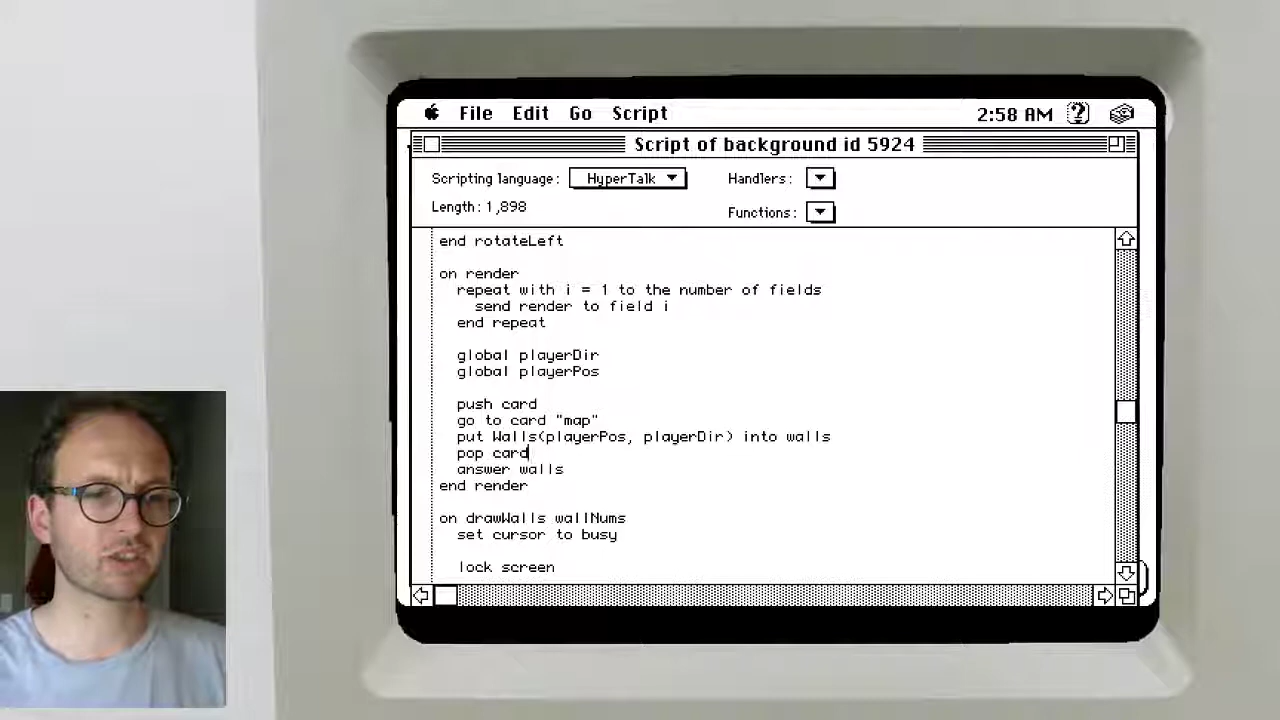 File Edit Go Script 2:58 AM
Script of background id 5924
Scripting language: HyperTalk Handlers:
Length: 1,898
Functions:
end rotateLeft
on render
repeat with i = 1 to the number of fields
send render to field i
end repeat
global playerDir
global playerPos
push card
go to card "map"
put Walls(playerPos, playerDir) into walls
pop card
answer walls
end render
on drawWalls wallNums
set cursor to busy
lock screen